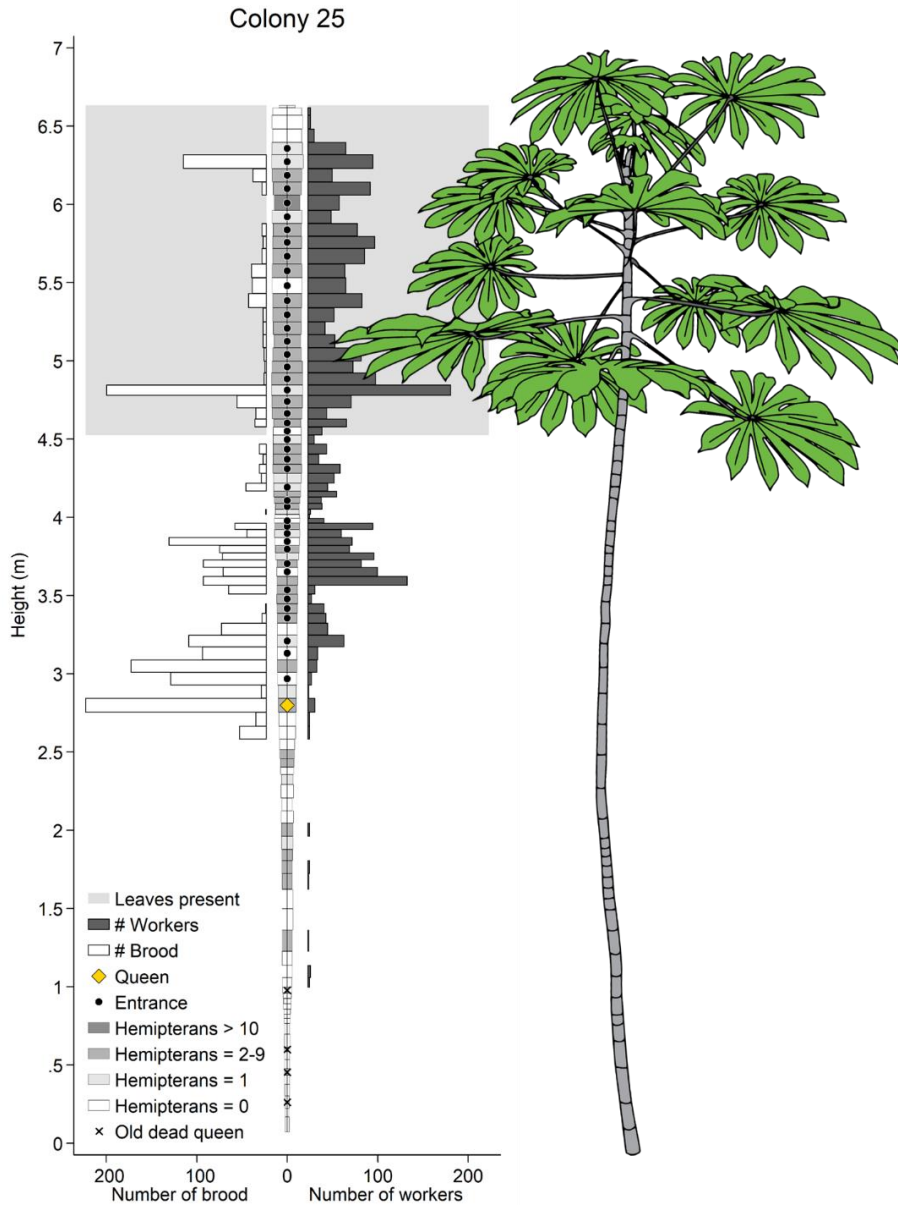 Colony 25
7
6.5
6
5.5
5
4.5
4
3.5
3
2.5
2
1.5
1
.5
0
Height (m)
Leaves present
# Workers
# Brood
Queen
Entrance
Hemipterans > 10
Hemipterans = 2-9
Hemipterans = 1
Hemipterans = 0
Old dead queen
200 100 0 100 200
Number of brood Number of workers